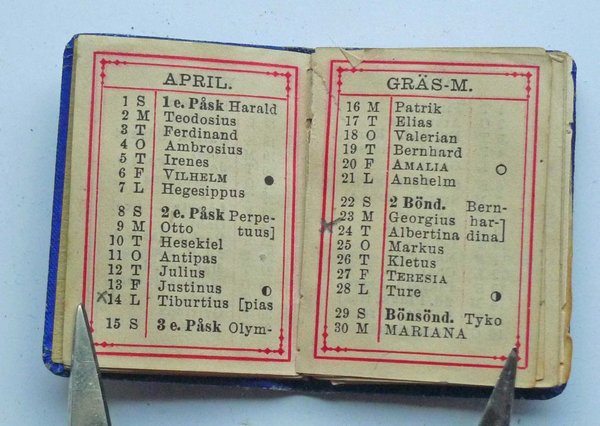 APRIL.
1 S 1 e. Påsk Harald
2 M Teodosius
3 T Ferdinand
4 O Ambrosius
5 T Irenes
6 F VILHELM
7 L Hegesippus
8 S 2 e. Påsk Perpe-
9 M Otto tuus]
10 T Hesekiel
11 O Antipas
12 T Julius
13 F Justinus
14 L Tiburtius [pias
15 S 3 e. Påsk Olym-
GRÄS-M.
16 M Patrik
17 T Elias
18 O Valerian
19 T Bernhard
20 F AMALIA
21 L Anshelm
22 S 2 Bönd. Bern-
23 M Georgius har-]
24 T Albertina dina]
25 O Markus
26 T Kletus
27 F TERESIA
28 L Ture
29 S Bönsönd. Tyko
30 M MARIANA